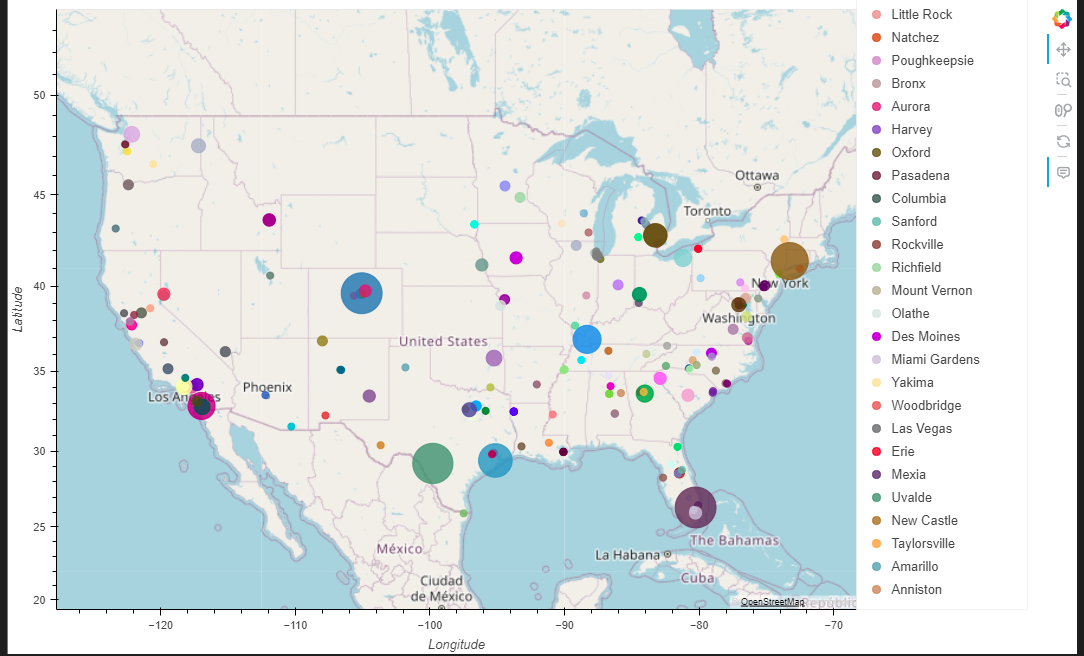 Little Rock
Natchez
Poughkeepsie
Bronx
Aurora
Harvey
Oxford
Pasadena
Columbia
Sanford
Rockville
Richfield
Mount Vernon
Olathe
Des Moines
Miami Gardens
Yakima
Woodbridge
Las Vegas
Erie
Mexia
Uvalde
New Castle
Taylorsville
Amarillo
Anniston
50
45
40
35
30
25
20
Latitude
Ottawa
Toronto
New York
Washington
United States
Phoenix
Los Angeles
The Bahamas
La Habana
México
Cuba
Ciudad
de México
OpenStreetMap
−120
−110
−100
−90
−80
−70
Longitude